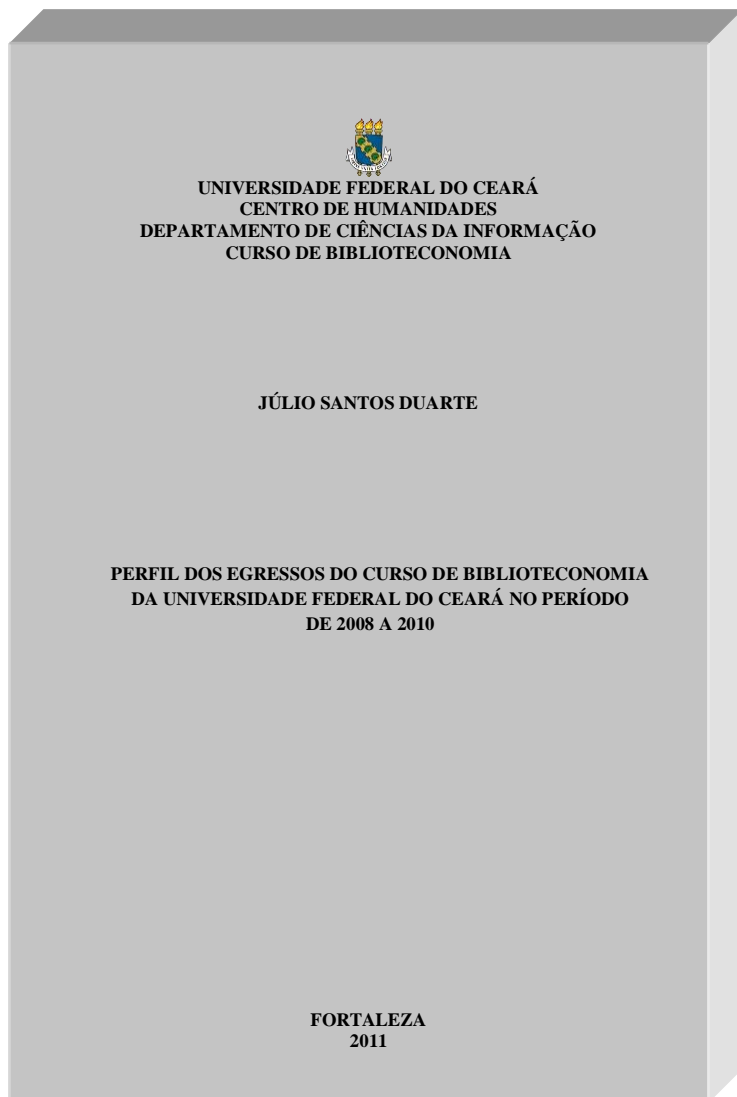 UNIVERSIDADE FEDERAL DO CEARÁ
CENTRO DE HUMANIDADES
DEPARTAMENTO DE CIÊNCIAS DA INFORMAÇÃO
CURSO DE BIBLIOTECONOMIA
JÚLIO SANTOS DUARTE
PERFIL DOS EGRESSOS DO CURSO DE BIBLIOTECONOMIA
DA UNIVERSIDADE FEDERAL DO CEARÁ NO PERÍODO
DE 2008 A 2010
FORTALEZA
2011